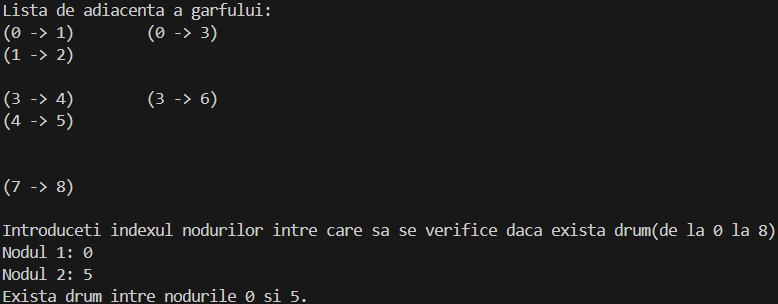 Lista de adiacenta a garfului:
(0 -> 1) (0 -> 3)
(1 -> 2)
(3 -> 4) (3 -> 6)
(4 -> 5)
(7 -> 8)
Introduceti indexul nodurilor intre care sa se verifice daca exista drum(de la 0 la 8)
Nodul 1: 0
Nodul 2: 5
Exista drum intre nodurile 0 si 5.